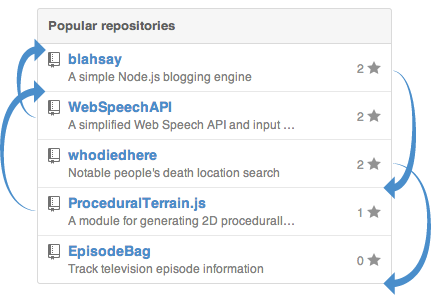 Popular repositories
blahsay
A simple Node.js blogging engine
2 ★
WebSpeechAPI
A simplified Web Speech API and input ...
2 ★
whodiedhere
Notable people's death location search
2 ★
ProceduralTerrain.js
A module for generating 2D procedurall...
1 ★
EpisodeBag
Track television episode information
0 ★